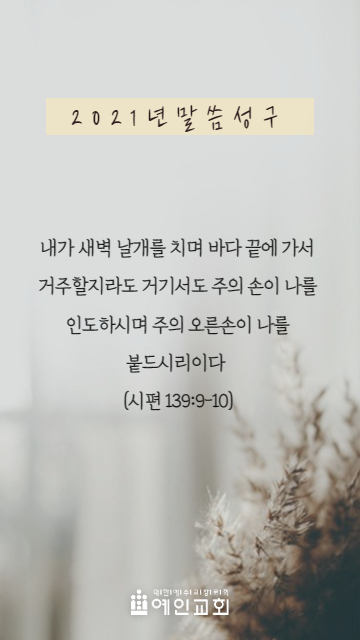 2021년말씀성구
내가 새벽 날개를 치며 바다 끝에 가서
거주할지라도 거기서도 주의 손이 나를
인도하시며 주의 오른손이 나를
붙드시리이다
(시편 139:9-10)
예인교회